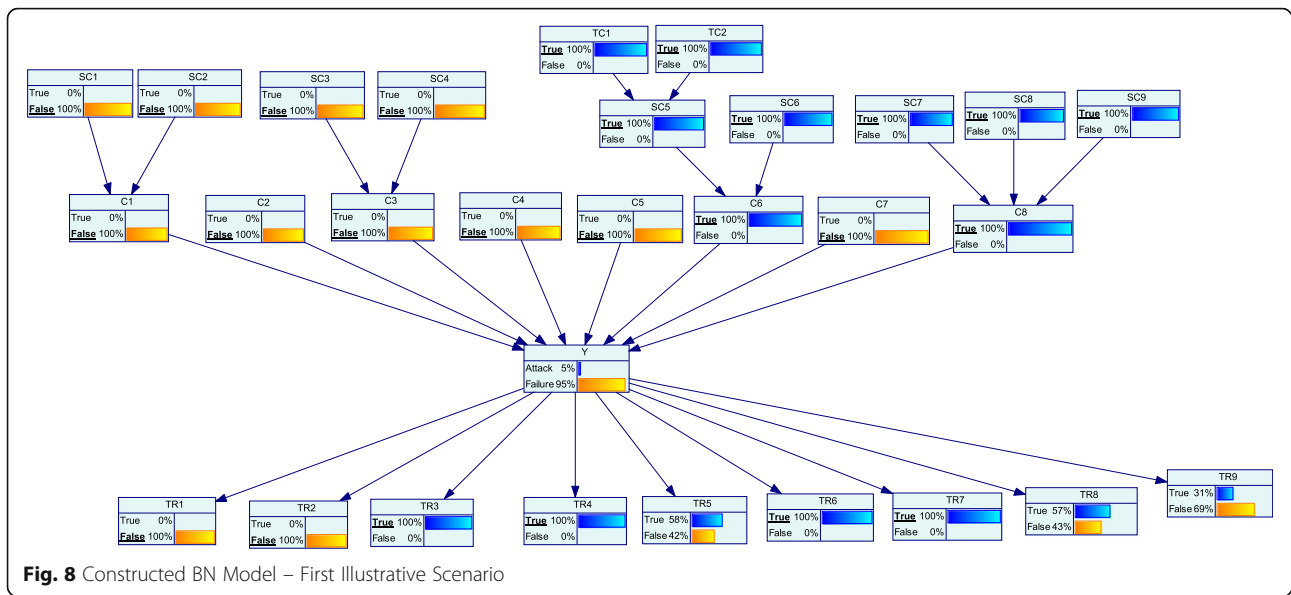 TC1
True 100%
False 0%
TC2
True 100%
False 0%
SC1
True 0%
False 100%
SC2
True 0%
False 100%
SC3
True 0%
False 100%
SC4
True 0%
False 100%
SC5
True 100%
False 0%
SC6
True 100%
False 0%
SC7
True 100%
False 0%
SC8
True 100%
False 0%
SC9
True 100%
False 0%
C1
True 0%
False 100%
C2
True 0%
False 100%
C3
True 0%
False 100%
C4
True 0%
False 100%
C5
True 0%
False 100%
C6
True 100%
False 0%
C7
True 0%
False 100%
C8
True 100%
False 0%
Y
Attack 5%
Failure 95%
TR1
True 0%
False 100%
TR2
True 0%
False 100%
TR3
True 100%
False 0%
TR4
True 100%
False 0%
TR5
True 58%
False 42%
TR6
True 100%
False 0%
TR7
True 100%
False 0%
TR8
True 57%
False 43%
TR9
True 31%
False 69%
Fig. 8 Constructed BN Model – First Illustrative Scenario